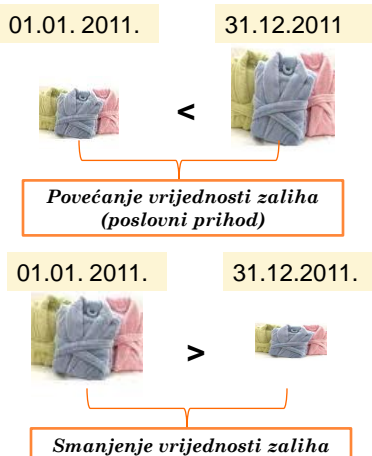 01.01. 2011. 31.12.2011
<
Povećanje vrijednosti zaliha
(poslovni prihod)
01.01. 2011. 31.12.2011.
>
Smanjenje vrijednosti zaliha